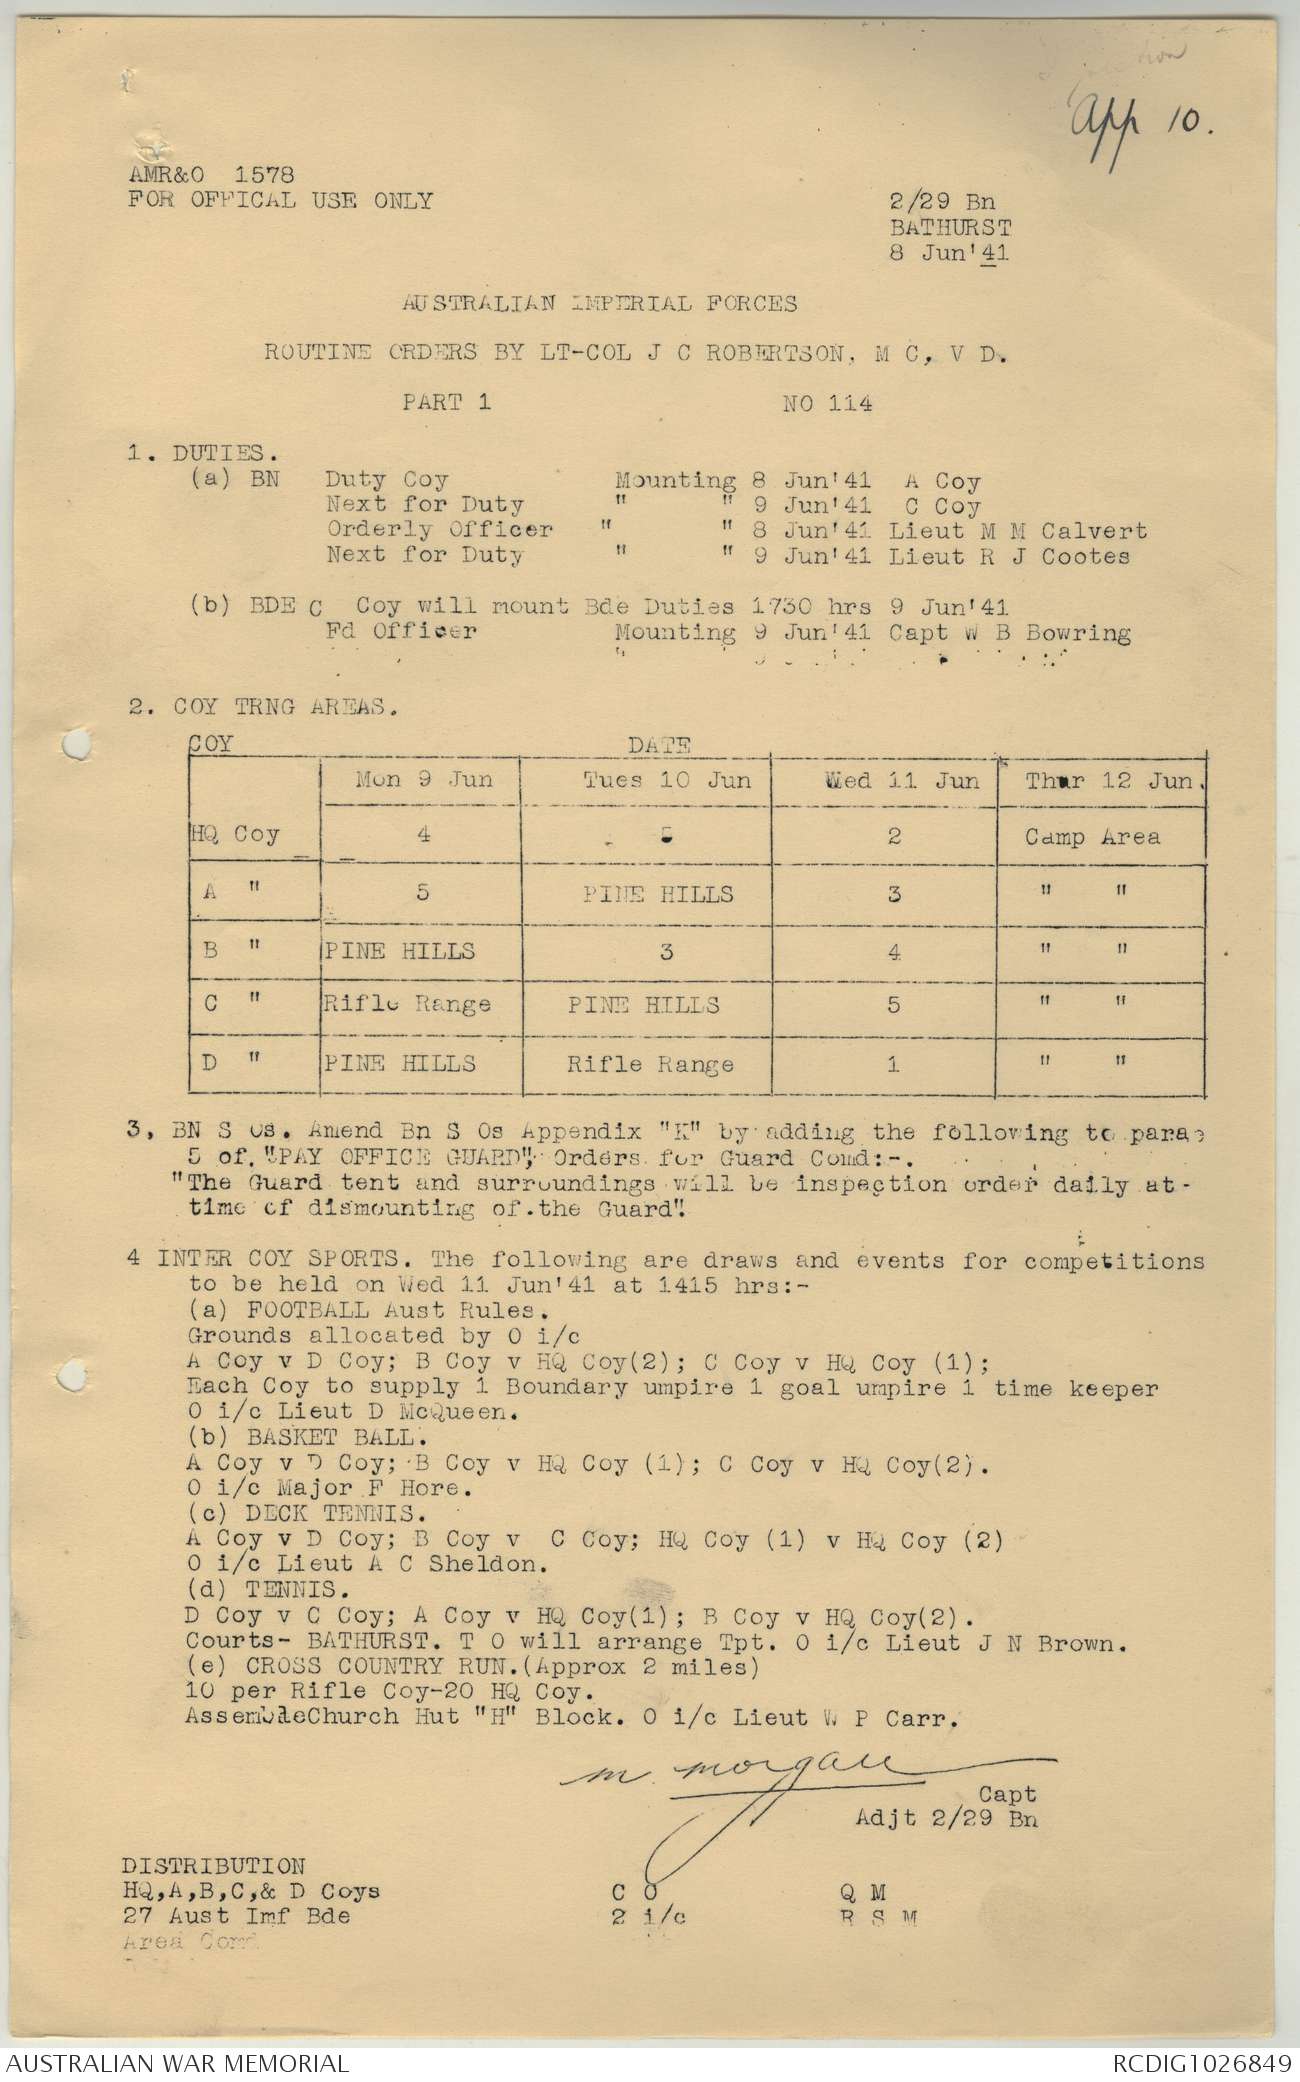 App 10.
AMR&O 1578
FOR OFFICAL USE ONLY
2/29 Bn
BATHURST
8 Jun'41
AUSTRALIAN IMPERIAL FORCES
ROUTINE ORDERS BY LT-COL J C ROBERTSON, M C, V D.
PART 1 NO 114
1. DUTIES.
(a) BN Duty Coy Mounting 8 Jun'41 A Coy
Next for Duty " " 9 Jun'41 C Coy
Orderly Officer " " 8 Jun'41 Lieut M M Calvert
Next for Duty " " 9 Jun'41 Lieut R J Cootes
(b) BDE C Coy will mount Bde Duties 1730 hrs 9 Jun'41
Fd Officer Mounting 9 Jun'41 Capt W B Bowring
2. COY TRNG AREAS.
COY DATE
Mon 9 Jun Tues 10 Jun Wed 11 Jun Thur 12 Jun.
HQ Coy 4 5 2 Camp Area
A " 5 PINE HILLS 3 " "
B " PINE HILLS 3 4 " "
C " Rifle Range PINE HILLS 5 " "
D " PINE HILLS Rifle Range 1 " "
3, BN S Os. Amend Bn S Os Appendix "K" by adding the following to para
5 of. "PAY OFFICE GUARD", Orders for Guard Comd:-.
"The Guard tent and surroundings will be inspection order daily at
time of dismounting of.the Guard".
4 INTER COY SPORTS. The following are draws and events for competitions
to be held on Wed 11 Jun'41 at 1415 hrs:-
(a) FOOTBALL Aust Rules.
Grounds allocated by O i/c
A Coy v D Coy; B Coy v HQ Coy(2); C Coy v HQ Coy (1);
Each Coy to supply 1 Boundary umpire 1 goal umpire 1 time keeper
O i/c Lieut D McQueen.
(b) BASKET BALL.
A Coy v D Coy; B Coy v HQ Coy (1); C Coy v HQ Coy(2).
O i/c Major F Hore.
(c) DECK TENNIS.
A Coy v D Coy; B Coy v C Coy; HQ Coy (1) v HQ Coy (2)
O i/c Lieut A C Sheldon.
(d) TENNIS.
D Coy v C Coy; A Coy v HQ Coy(1); B Coy v HQ Coy(2).
Courts- BATHURST. T O will arrange Tpt. O i/c Lieut J N Brown.
(e) CROSS COUNTRY RUN.(Approx 2 miles)
10 per Rifle Coy-20 HQ Coy.
AssembleChurch Hut "H" Block. O i/c Lieut W P Carr.
M. Morgan
Capt
Adjt 2/29 Bn
DISTRIBUTION
HQ,A,B,C,& D Coys C O Q M
27 Aust Imf Bde 2 i/c R S M
Area Comd
AUSTRALIAN WAR MEMORIAL RCDIG1026849